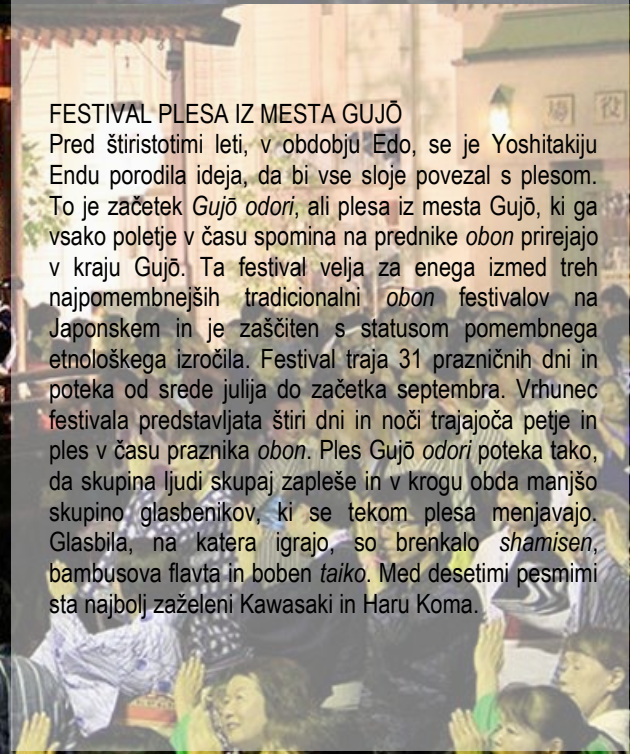 FESTIVAL PLESA IZ MESTA GUJŌ
Pred štiristotimi leti, v obdobju Edo, se je Yoshitakiju
Endu porodila ideja, da bi vse sloje povezal s plesom.
To je začetek Gujō odori, ali plesa iz mesta Gujō, ki ga
vsako poletje v času spomina na prednike obon prirejajo
v kraju Gujō. Ta festival velja za enega izmed treh
najpomembnejših tradicionalni obon festivalov na
Japonskem in je zaščiten s statusom pomembnega
etnološkega izročila. Festival traja 31 prazničnih dni in
poteka od srede julija do začetka septembra. Vrhunec
festivala predstavljata štiri dni in noči trajajoča petje in
ples v času praznika obon. Ples Gujō odori poteka tako,
da skupina ljudi skupaj zapleše in v krogu obda manjšo
skupino glasbenikov, ki se tekom plesa menjavajo.
Glasbila, na katera igrajo, so brenkalo shamisen,
bambusova flavta in boben taiko. Med desetimi pesmimi
sta najbolj zaželeni Kawasaki in Haru Koma.
場 役